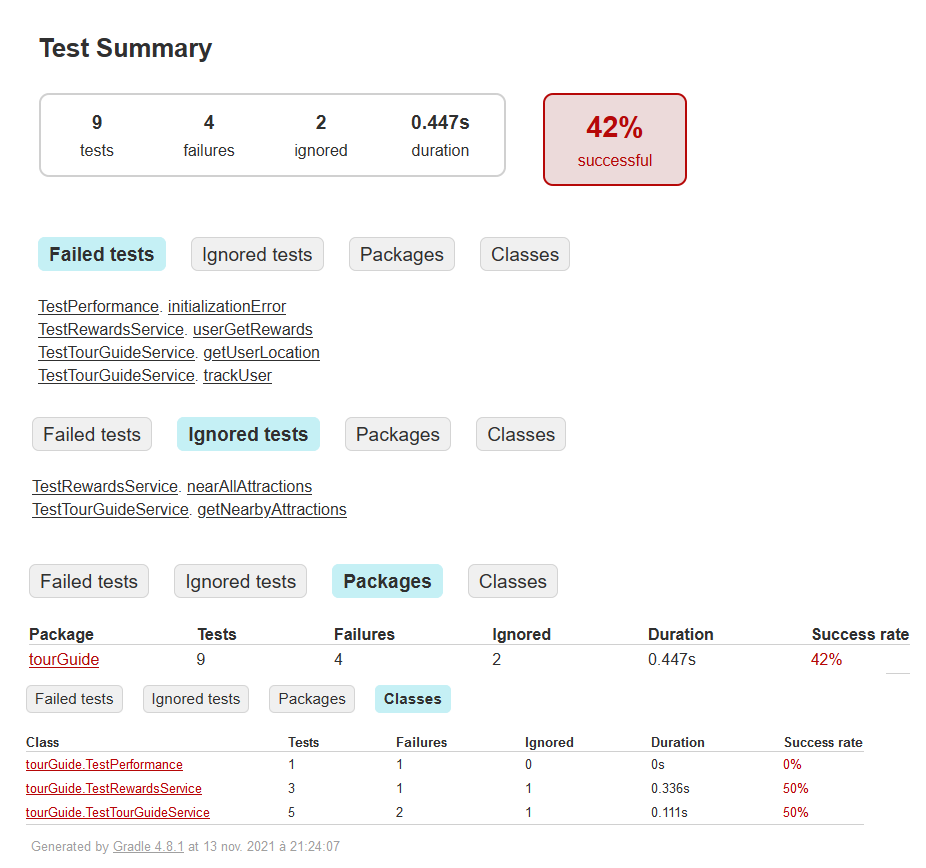 Test Summary
9 4 2 0.447s
tests failures ignored duration
42%
successful
Failed tests Ignored tests Packages Classes
TestPerformance. initializationError
TestRewardsService. userGetRewards
TestTourGuideService. getUserLocation
TestTourGuideService. trackUser
Failed tests Ignored tests Packages Classes
TestRewardsService. nearAllAttractions
TestTourGuideService. getNearbyAttractions
Failed tests Ignored tests Packages Classes
Package Tests Failures Ignored Duration Success rate
tourGuide 9 4 2 0.447s 42%
Failed tests Ignored tests Packages Classes
Class Tests Failures Ignored Duration Success rate
tourGuide.TestPerformance 1 1 0 0s 0%
tourGuide.TestRewardsService 3 1 1 0.336s 50%
tourGuide.TestTourGuideService 5 2 1 0.111s 50%
Generated by Gradle 4.8.1 at 13 nov. 2021 à 21:24:07